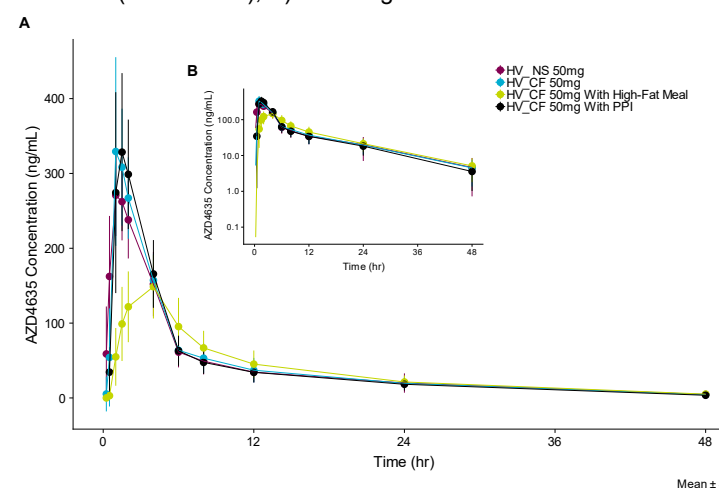 A
B
HV_NS 50mg
HV_CF 50mg
HV_CF 50mg With High-Fat Meal
HV_CF 50mg With PPI
AZD4635 Concentration (ng/mL)
400
300
200
100
0
0
12
24
36
48
Time (hr)
AZD4635 Concentration (ng/mL)
100.0
10.0
1.0
0.1
0
12
24
36
48
Time (hr)
Mean ±